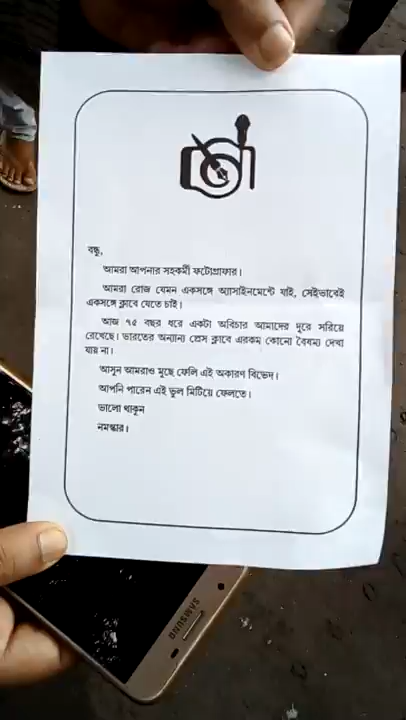 বন্ধু,
আমরা আপনার সহকর্মী ফটোগ্রাফার।
আমরা রোজ যেমন একসঙ্গে অ্যাসাইনমেন্টে যাই, সেইভাবেই
একসঙ্গে ক্লাবে যেতে চাই।
আজ ৭৫ বছর ধরে একটা অবিচার আমাদের দূরে সরিয়ে
রেখেছে। ভারতের অন্যান্য প্রেস ক্লাবে এরকম কোনো বৈষম্য দেখা
যায় না।
আসুন আমরাও মুছে ফেলি এই অকারণ বিভেদ।
আপনি পারেন এই ভুল মিটিয়ে ফেলতে।
ভালো থাকুন
নমস্কার।
SAMSUNG